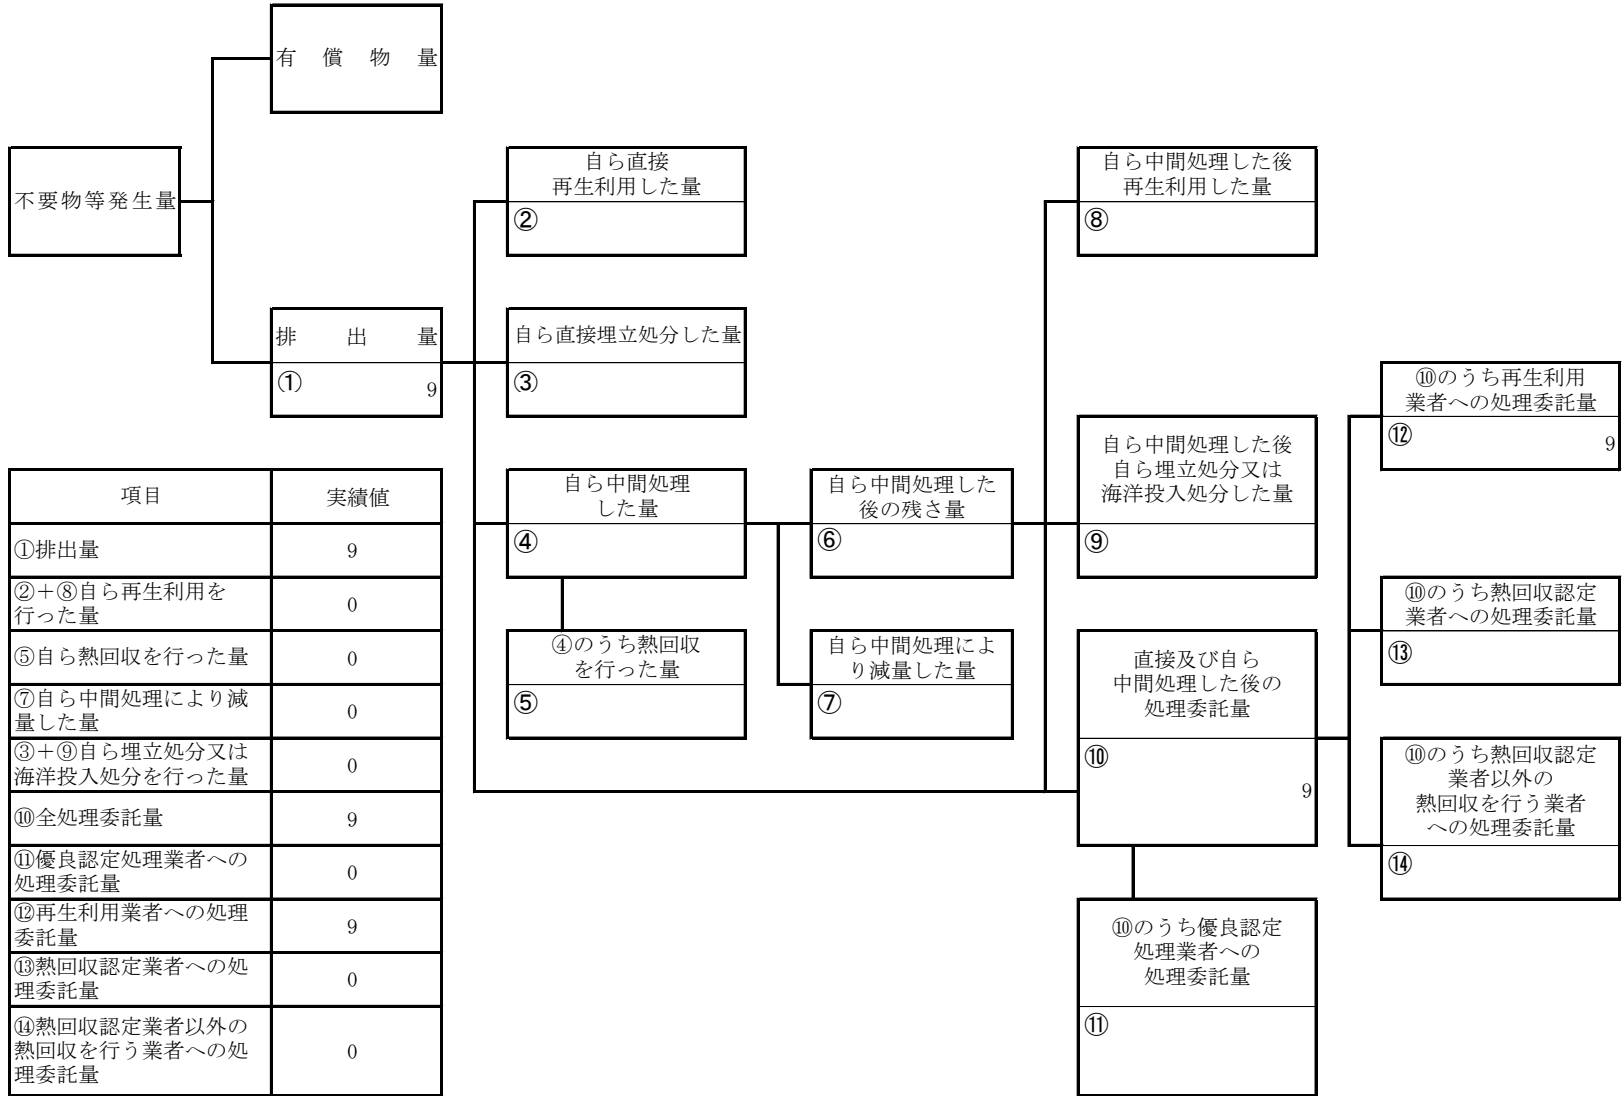 有償物量
不要物等発生量
排出量
① 9
自ら直接
再生利用した量
②
自ら直接埋立処分した量
③
自ら中間処理
した量
④
④のうち熱回収
を行った量
⑤
自ら中間処理した
後の残さ量
⑥
自ら中間処理によ
り減量した量
⑦
自ら中間処理した後
再生利用した量
⑧
自ら中間処理した後
自ら埋立処分又は
海洋投入処分した量
⑨
直接及び自ら
中間処理した後の
処理委託量
⑩
9
⑩のうち優良認定
処理業者への
処理委託量
⑪
⑩のうち再生利用
業者への処理委託量
⑫ 9
⑩のうち熱回収認定
業者への処理委託量
⑬
⑩のうち熱回収認定
業者以外の
熱回収を行う業者
への処理委託量
⑭
項目 実績値
①排出量 9
②+⑧自ら再生利用を
行った量 0
⑤自ら熱回収を行った量 0
⑦自ら中間処理により減
量した量 0
③+⑨自ら埋立処分又は
海洋投入処分を行った量 0
⑩全処理委託量 9
⑪優良認定処理業者への
処理委託量 0
⑫再生利用業者への処理
委託量 9
⑬熱回収認定業者への処
理委託量 0
⑭熱回収認定業者以外の
熱回収を行う業者への処
理委託量 0